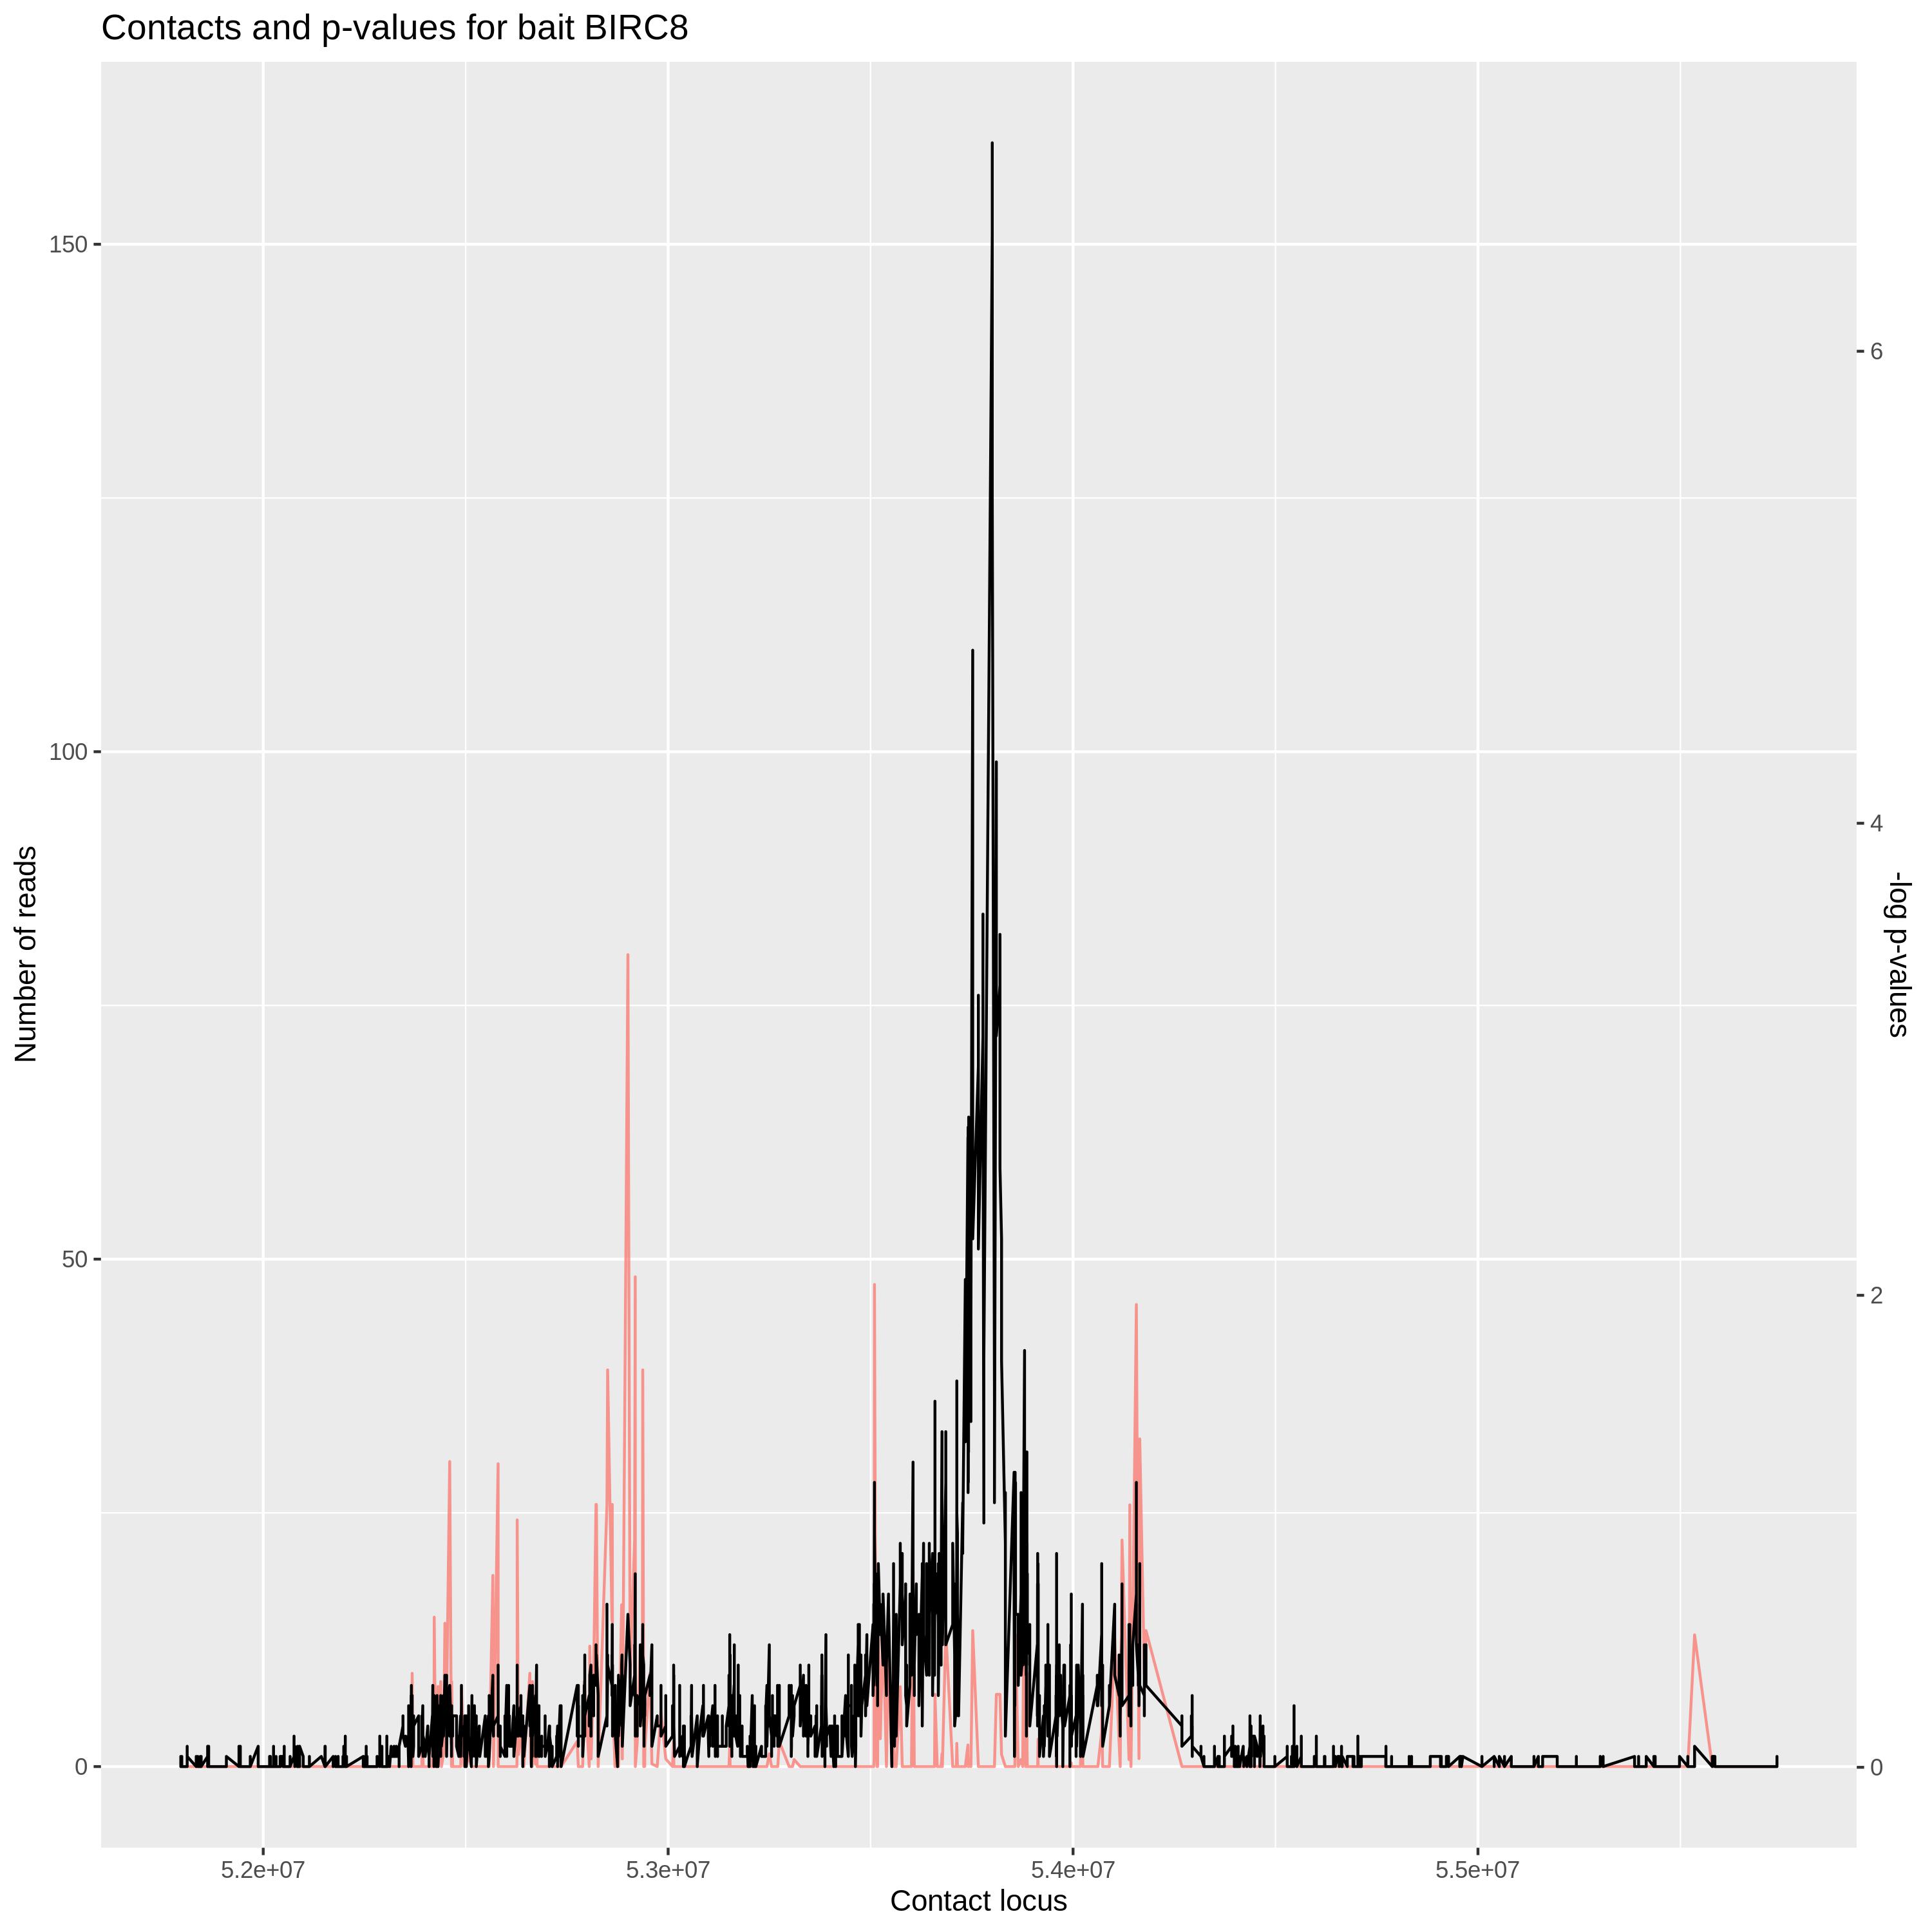 Contacts and p-values for bait BIRC8
150
100
50
0
6
4
2
0
Number of reads
-log p-values
5.2e+07 5.3e+07 5.4e+07 5.5e+07
Contact locus